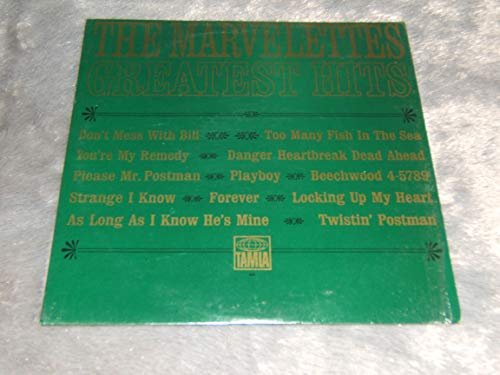 THE MARVELETTES
GREATEST HITS
Don't Mess With Bill Too Many Fish In The Sea
You're My Remedy Danger Heartbreak Dead Ahead
Please Mr. Postman Playboy Beechwood 4-5789
Strange I Know Forever Locking Up My Heart
As Long As I Know He's Mine Twistin' Postman
TAMLA